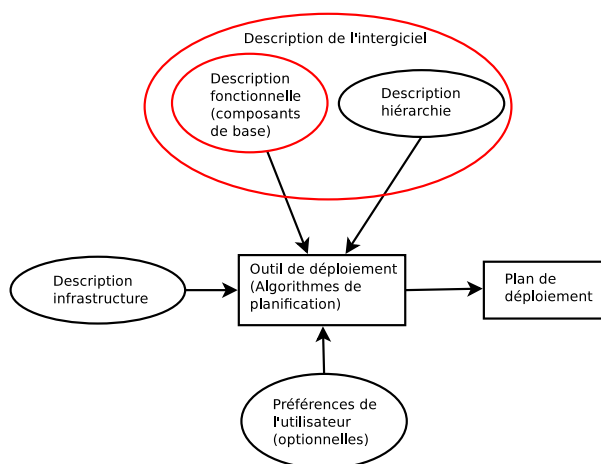 Description de l'intergiciel
Description
fonctionnelle
(composants
de base)
Description
hiérarchie
Description
infrastructure
Outil de déploiement
(Algorithmes de
planification)
Plan de
déploiement
Préférences de
l'utilisateur
(optionnelles)